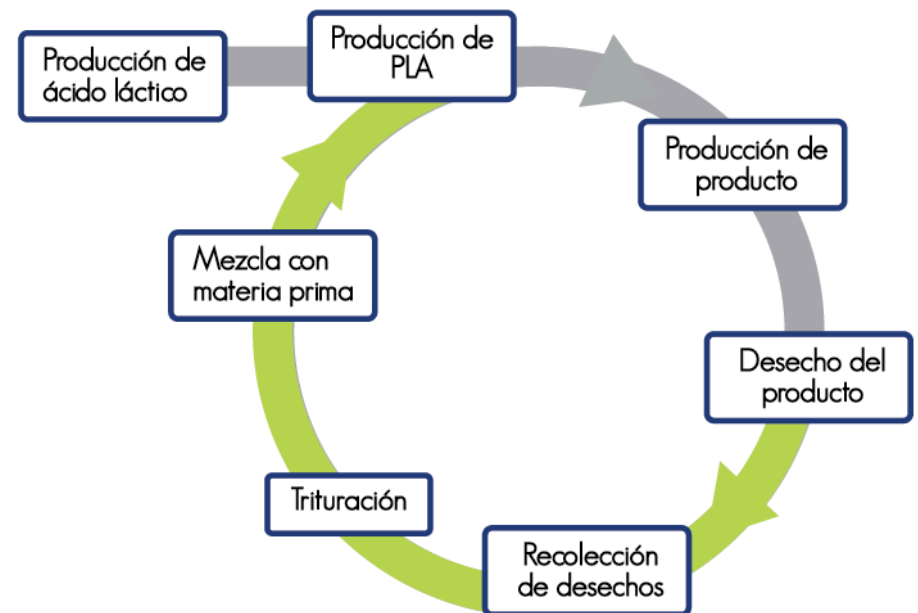 Producción de
ácido láctico
Producción de
PLA
Producción de
producto
Desecho del
producto
Recolección
de desechos
Trituración
Mezcla con
materia prima